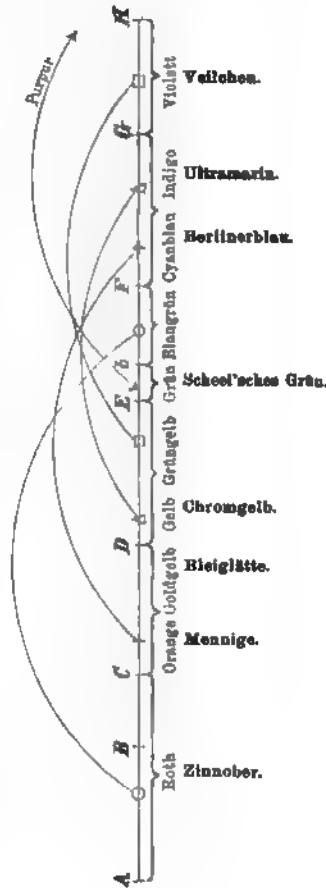 H
Purpur
Violett
Veilchen.
G
Indigo
Ultramarin.
Cyanblau
Berlinerblau.
F
Blaugrün
b
Grün
Scheel'sches Grün.
E
Grüngelb
Gelb
Chromgelb.
D
Goldgelb
Bleiglätte.
Orange
Mennige.
C
B
Roth
Zinnober.
A